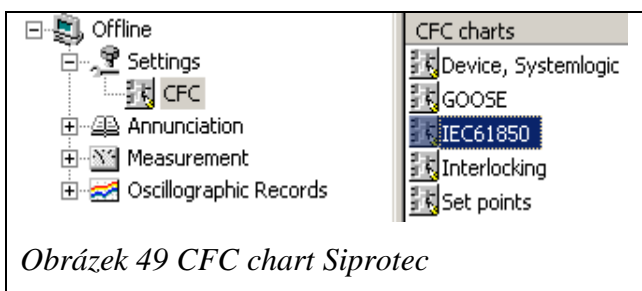 Offline
Settings
CFC
Annunciation
Measurement
Oscillographic Records
CFC charts
Device, Systemlogic
GOOSE
IEC61850
Interlocking
Set points
Obrázek 49 CFC chart Siprotec